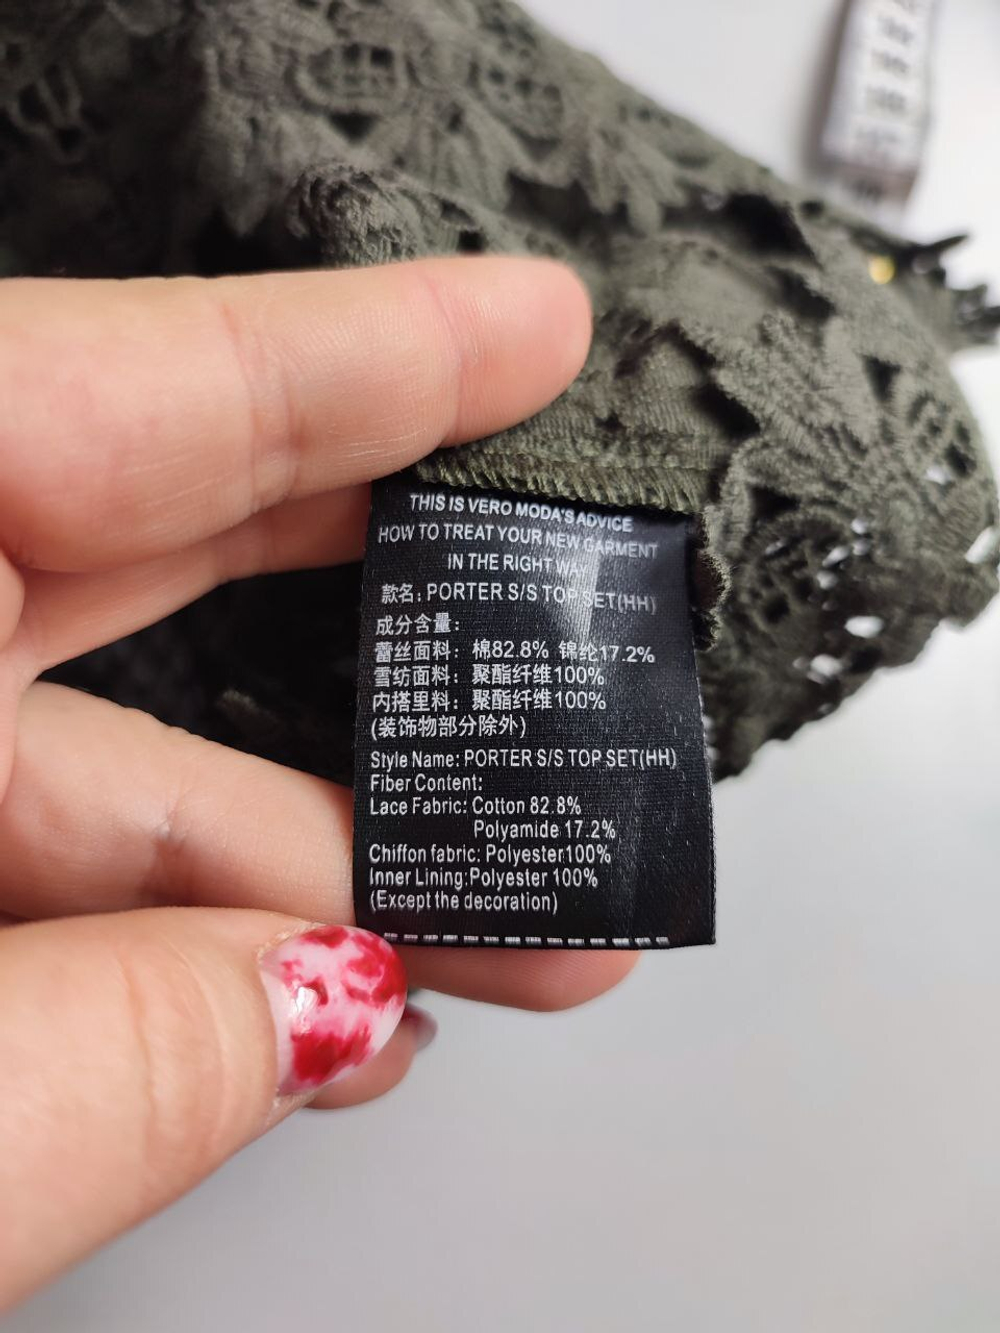 THIS IS VERO MODA'S ADVICE
HOW TO TREAT YOUR NEW GARMENT
IN THE RIGHT
款名: PORTER S/S TOP SET(HH)
成分含量:
蕾丝面料: 棉82.8% 锦纶17.2%
雪纺面料: 聚酯纤维100%
内搭里料: 聚酯纤维100%
(装饰物部分除外)
Style Name: PORTER S/S TOP SET(HH)
Fiber Content:
Lace Fabric: Cotton 82.8%
Polyamide 17.2%
Chiffon fabric: Polyester100%
Inner Lining:Polyester 100%
(Except the decoration)